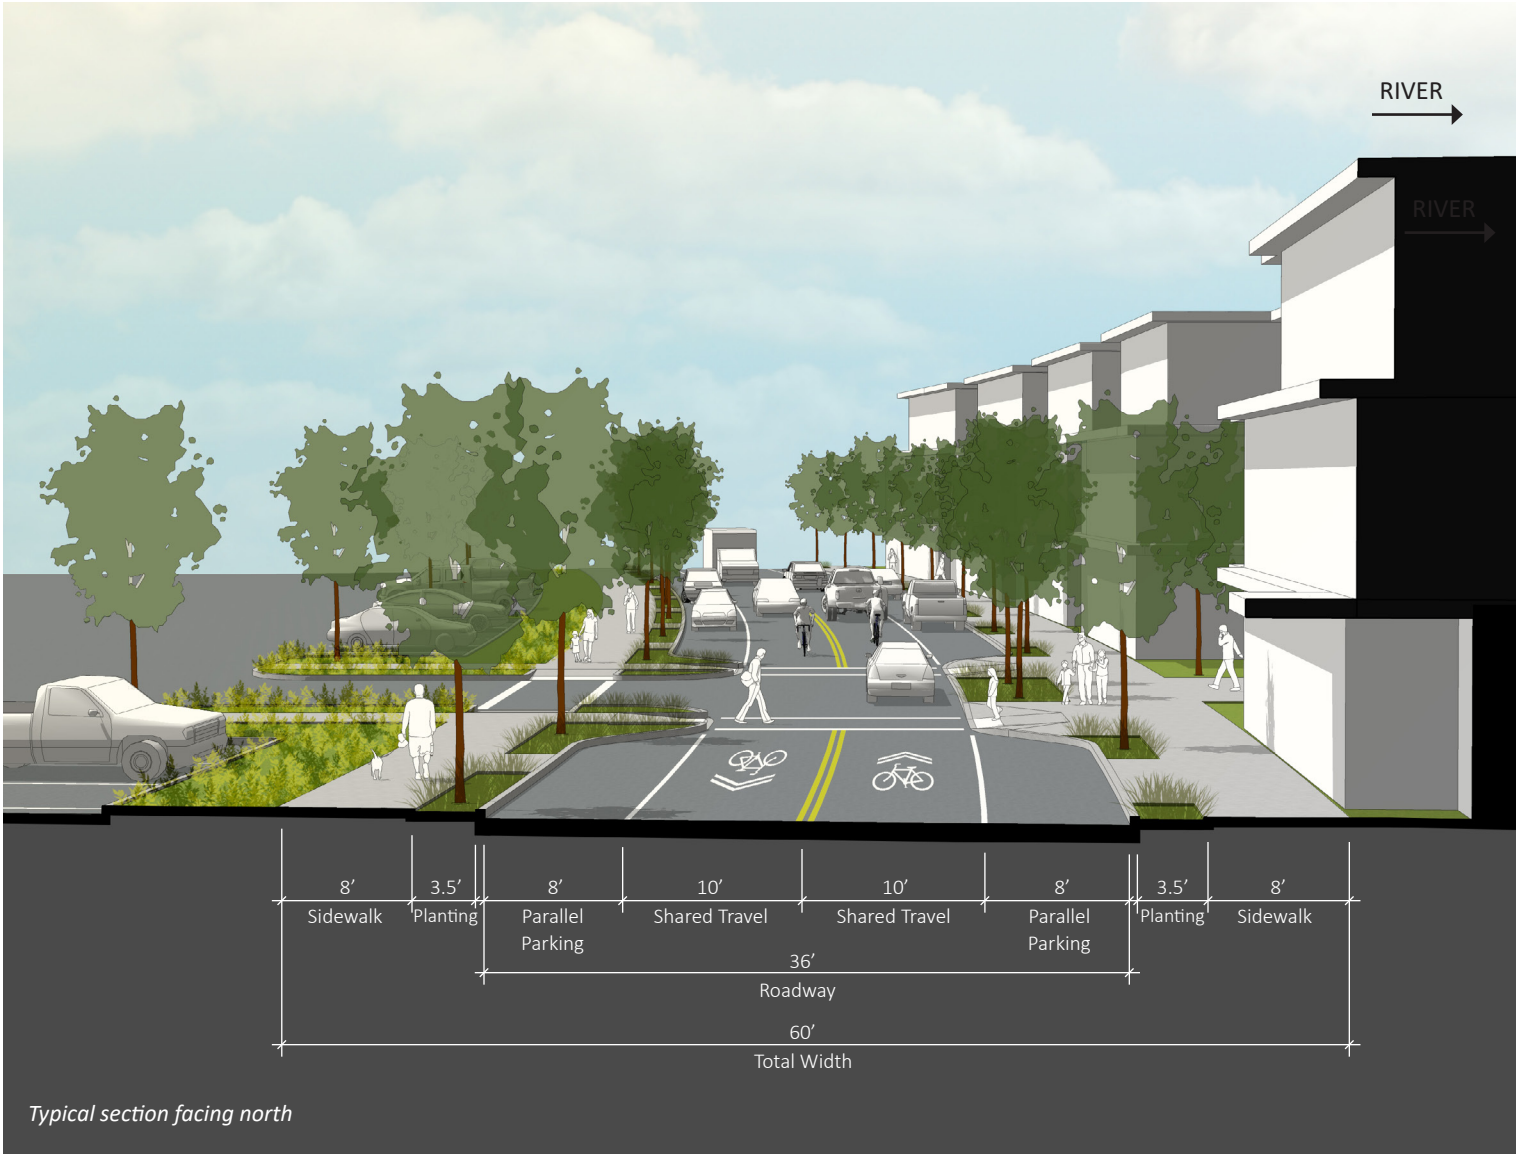 RIVER
RIVER
8’ 3.5’ 8’ 10’ 10’ 8’ 3.5’ 8’
Sidewalk Planting Parallel Shared Travel Shared Travel Parallel Planting Sidewalk
Parking Parking
36’
Roadway
60’
Total Width
Typical section facing north